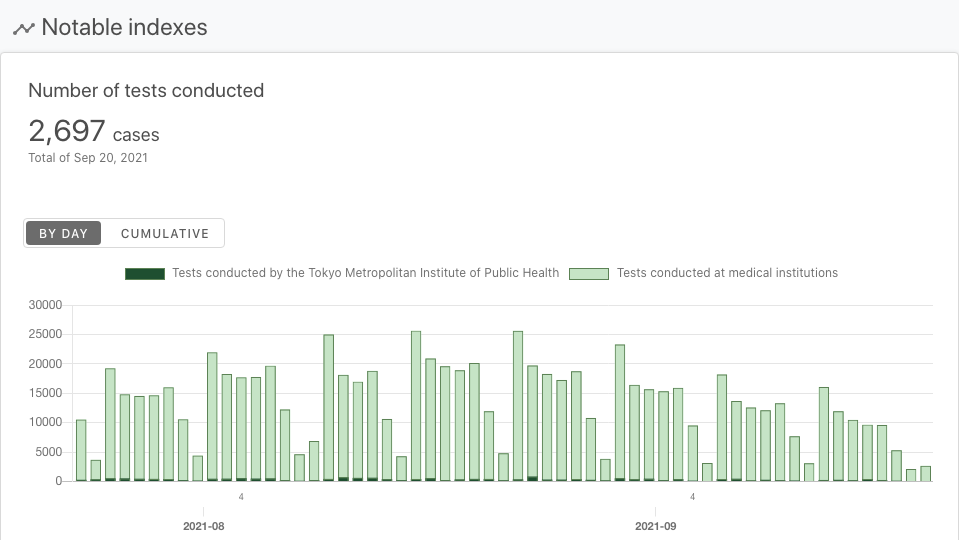 Notable indexes
Number of tests conducted
2,697 cases
Total of Sep 20, 2021
BY DAY CUMULATIVE
Tests conducted by the Tokyo Metropolitan Institute of Public Health Tests conducted at medical institutions
30000
25000
20000
15000
10000
5000
0
4 4
2021-08 2021-09